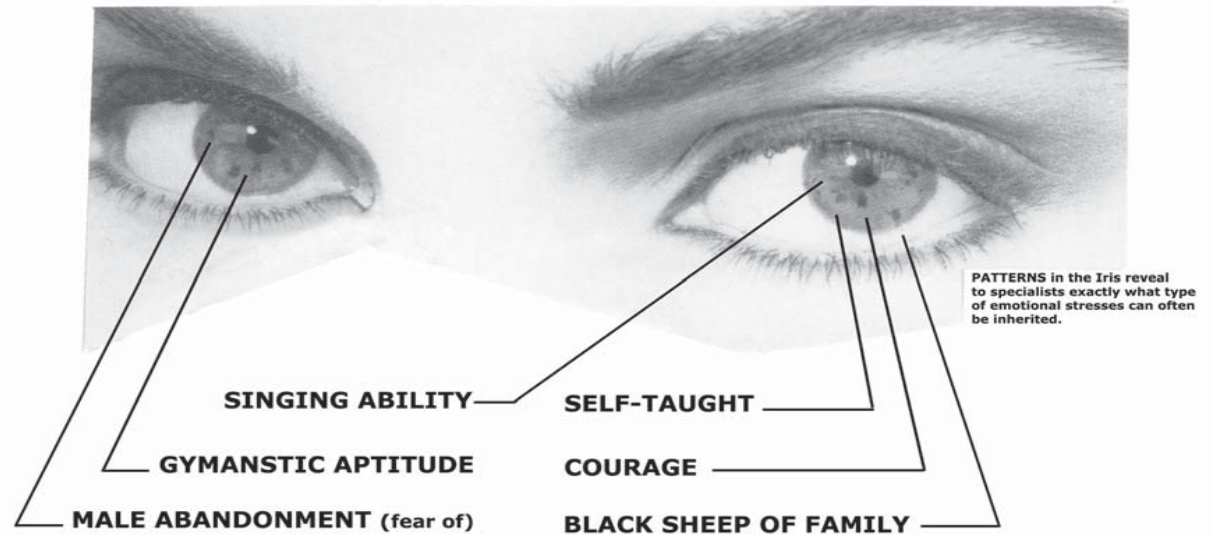 PATTERNS in the Iris reveal
to specialists exactly what type
of emotional stresses can often
be inherited.
SINGING ABILITY
SELF-TAUGHT
GYMANSTIC APTITUDE
COURAGE
MALE ABANDONMENT (fear of)
BLACK SHEEP OF FAMILY